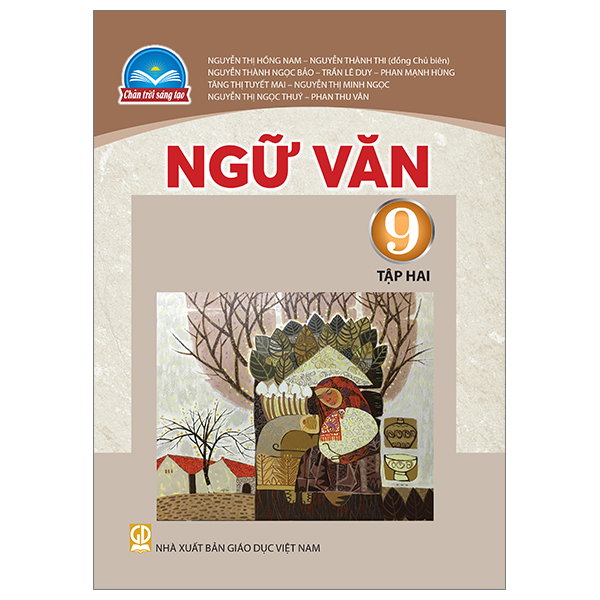 NGUYỄN THỊ HỒNG NAM – NGUYỄN THÀNH THI (đồng Chủ biên)
NGUYỄN THÀNH NGỌC BẢO – TRẦN LÊ DUY – PHAN MẠNH HÙNG
TĂNG THỊ TUYẾT MAI – NGUYỄN THỊ MINH NGỌC
NGUYỄN THỊ NGỌC THUÝ – PHAN THU VÂN
Chân trời sáng tạo
NGỮ VĂN
9
TẬP HAI
GD
NHÀ XUẤT BẢN GIÁO DỤC VIỆT NAM